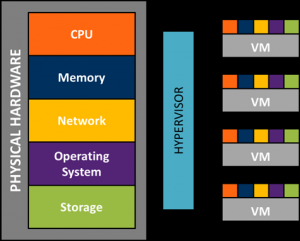 PHYSICAL HARDWARE
CPU
Memory
Network
Operating
System
Storage
HYPERVISOR
VM
VM
VM
VM